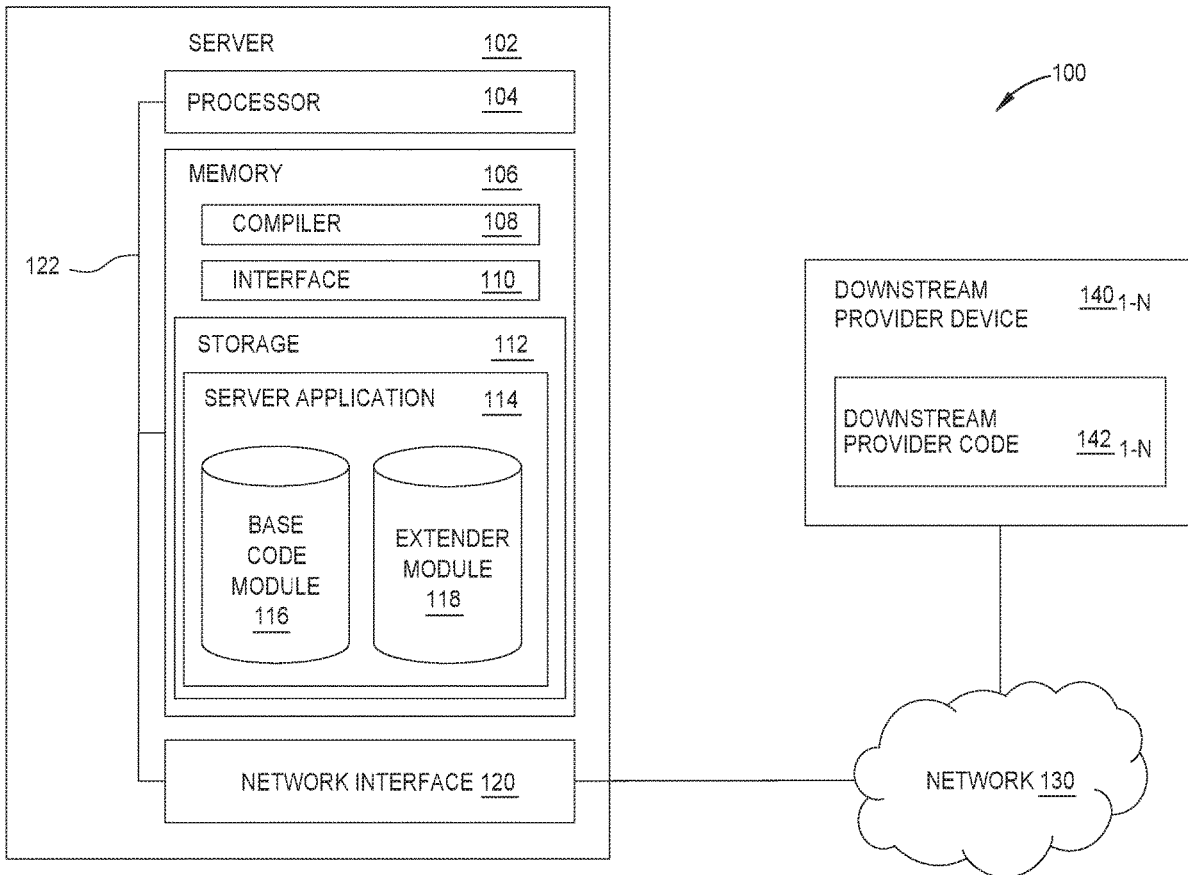 SERVER 102
PROCESSOR 104
MEMORY 106
COMPILER 108
INTERFACE 110
STORAGE 112
SERVER APPLICATION 114
BASE
CODE
MODULE
116
EXTENDER
MODULE
118
NETWORK INTERFACE 120
122
100
DOWNSTREAM
PROVIDER DEVICE 140 1-N
DOWNSTREAM
PROVIDER CODE 142 1-N
NETWORK 130